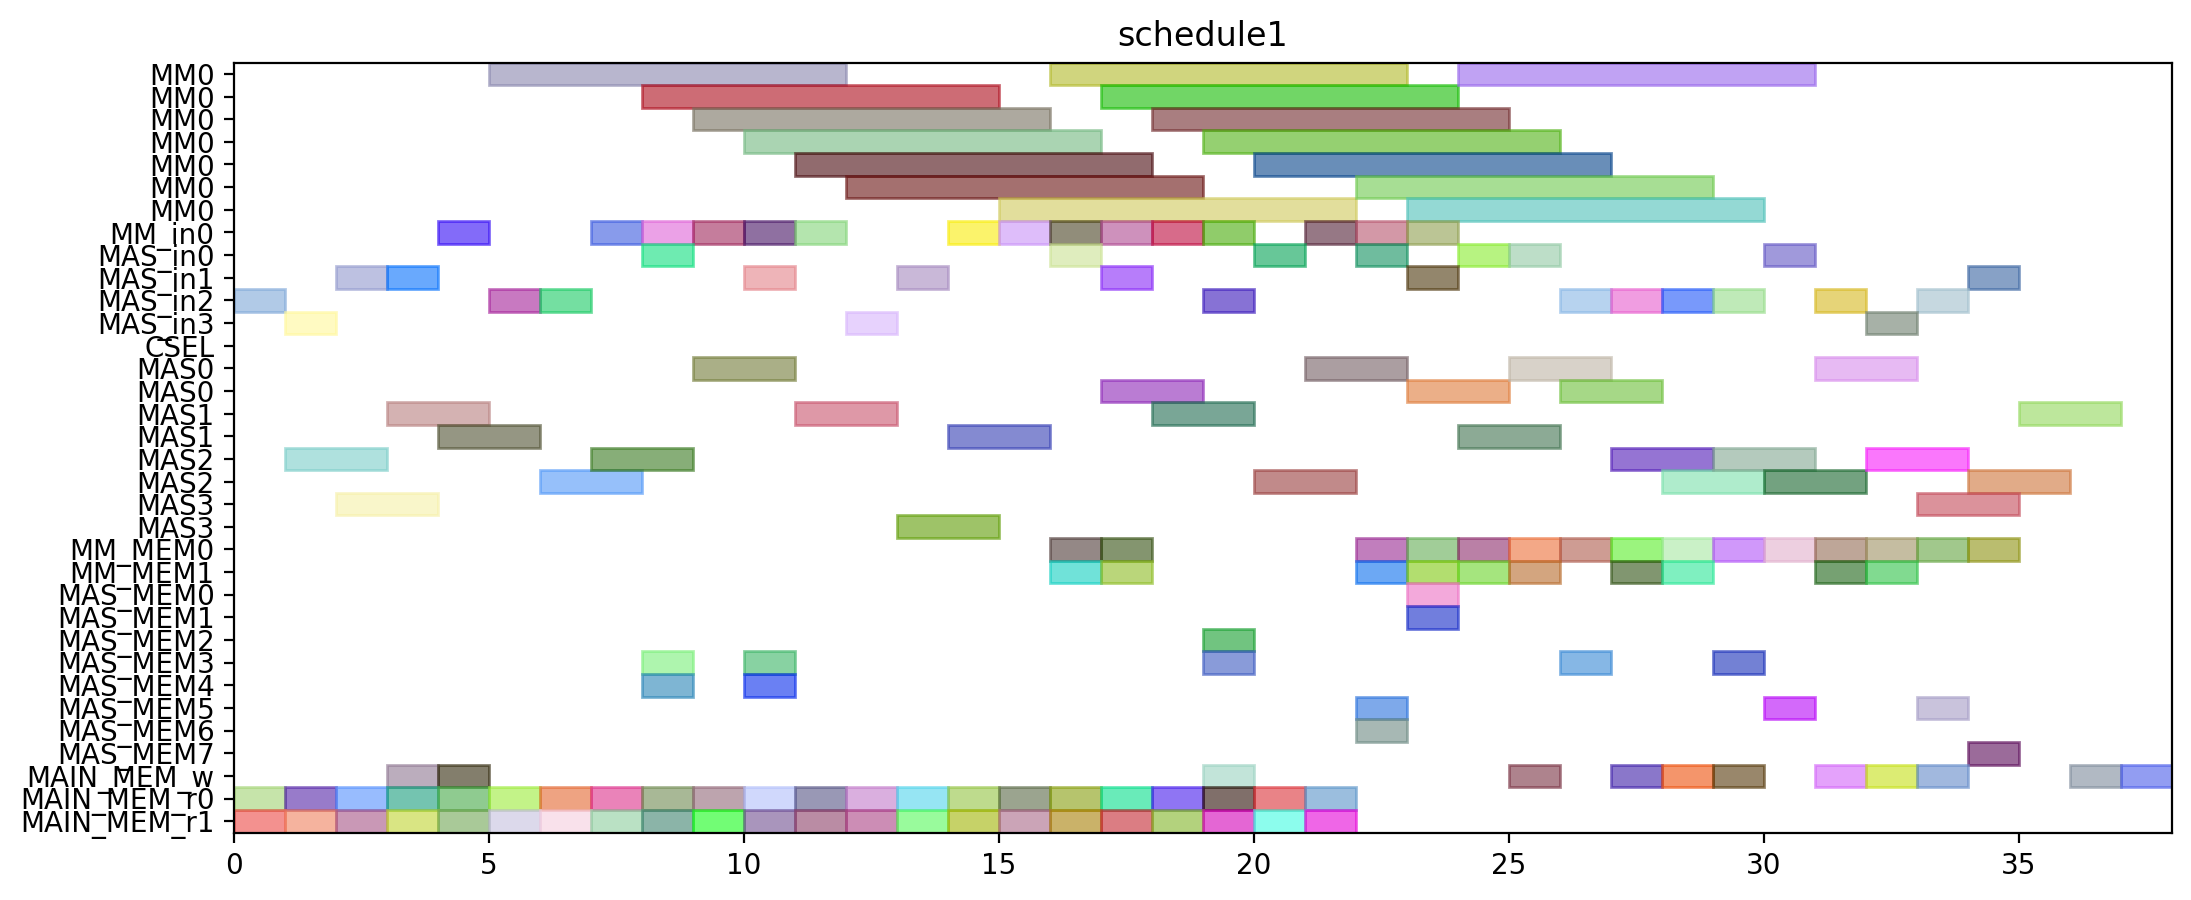 schedule1
MM0
MM0
MM0
MM0
MM0
MM0
MM0
MM_in0
MAS_in0
MAS_in1
MAS_in2
MAS_in3
CSEL
MAS0
MAS0
MAS1
MAS1
MAS2
MAS2
MAS3
MAS3
MM_MEM0
MM_MEM1
MAS_MEM0
MAS_MEM1
MAS_MEM2
MAS_MEM3
MAS_MEM4
MAS_MEM5
MAS_MEM6
MAS_MEM7
MAIN_MEM_w
MAIN_MEM_r0
MAIN_MEM_r1
0 5 10 15 20 25 30 35